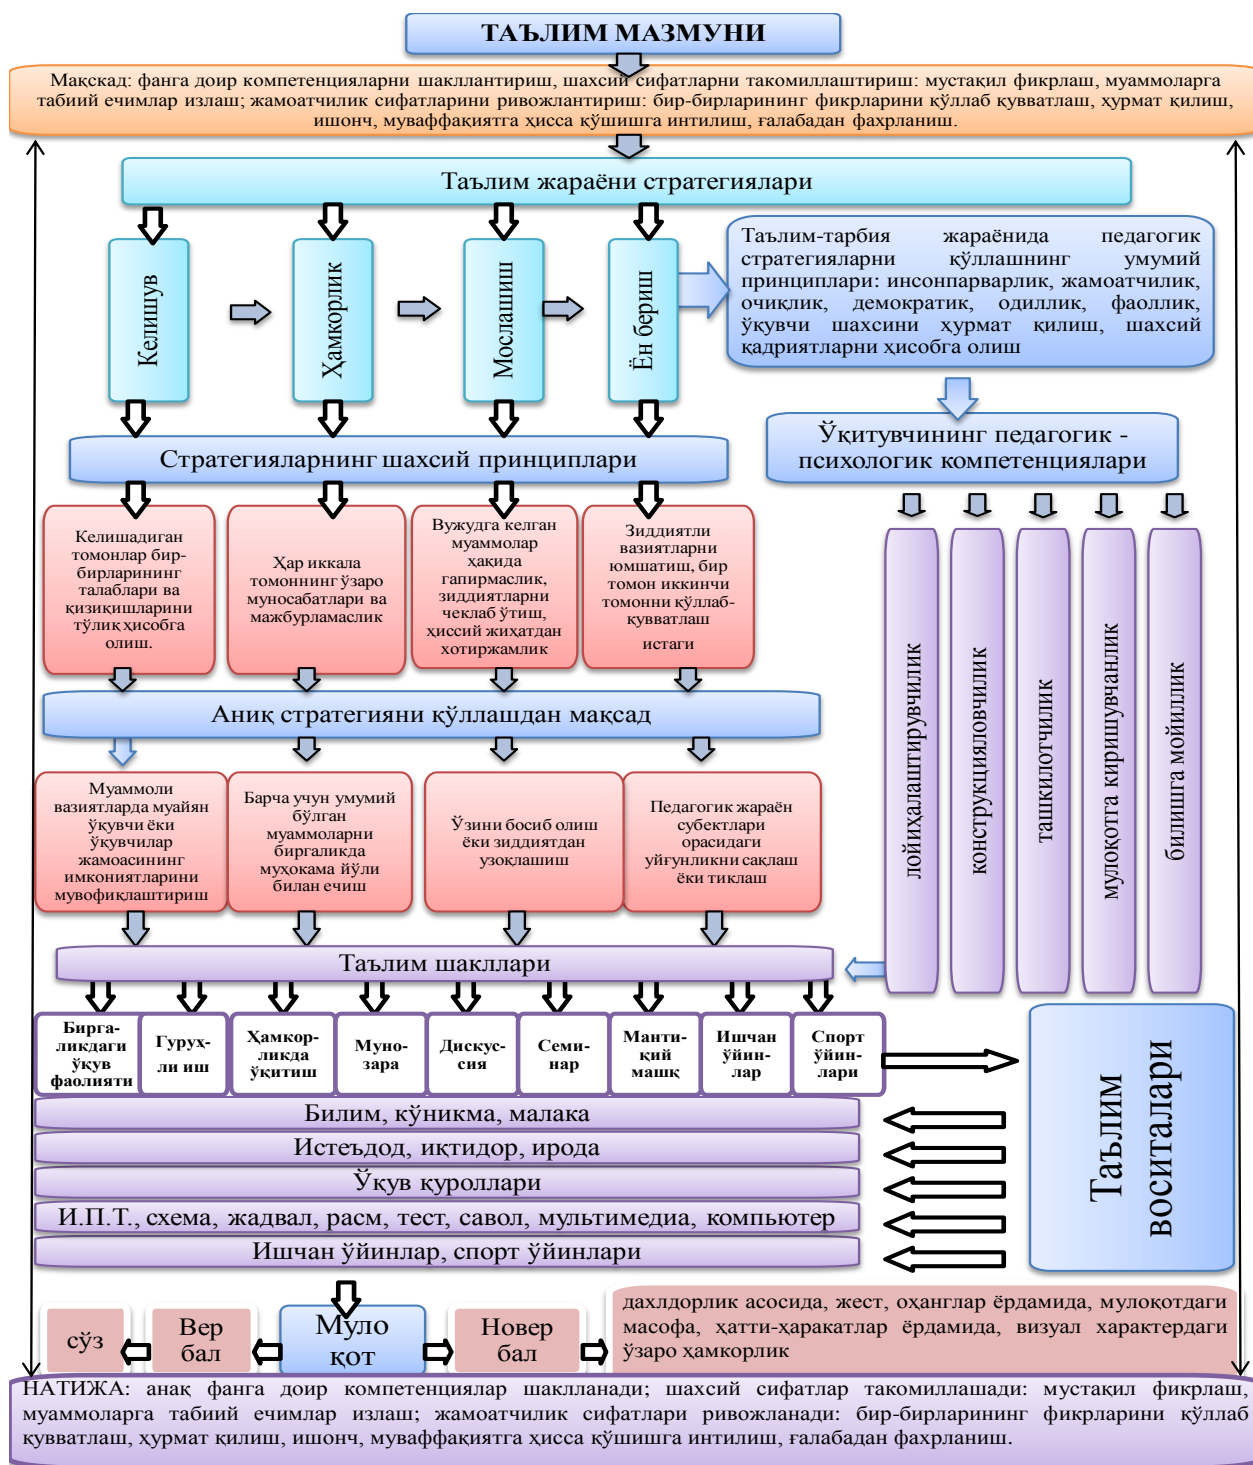 ТАЪЛИМ МАЗМУНИ
Мақскад: фанга доир компетенцияларни шакллантириш, шахсий сифатларни такомиллаштириш: мустақил фикрлаш, муаммоларга
табиий ечимлар излаш; жамоатчилик сифатларини ривожлантириш: бир-бирларининг фикрларини қўллаб қувватлаш, ҳурмат қилиш,
ишонч, муваффақиятга ҳисса қўшишга интилиш, ғалабадан фахрланиш.
Таълим жараёни стратегиялари
Келишув
Ҳамкорлик
Мослашиш
Ён бериш
Таълим-тарбия жараёнида педагогик
стратегияларни қўллашнинг умумий
принциплари: инсонпарварлик, жамоатчилик,
очиқлик, демократик, одиллик, фаоллик,
ўқувчи шахсини ҳурмат қилиш, шахсий
қадриятларни ҳисобга олиш
Стратегияларнинг шахсий принциплари
Ўқитувчининг педагогик -
психологик компетенциялари
Келишадиган
томонлар бир-
бирларининг
талаблари ва
қизиқишларини
тўлиқ ҳисобга
олиш.
Ҳар иккала
томоннинг ўзаро
муносабатлари ва
мажбурламаслик
Вужудга келган
муаммолар
ҳақида
гапирмаслик,
зиддиятларни
чеклаб ўтиш,
ҳиссий жиҳатдан
хотиржамлик
Зиддиятли
вазиятларни
юмшатиш, бир
томон иккинчи
томонни қўллаб-
қувватлаш
истаги
лойиҳалаштирувчилик
конструкцияловчилик
ташкилотчилик
мулоқотга киришувчанлик
билишга мойиллик
Аниқ стратегияни қўллашдан мақсад
Муаммоли
вазиятларда муайян
ўқувчи ёки
ўқувчилар
жамоасининг
имкониятларини
мувофиқлаштириш
Барча учун умумий
бўлган
муаммоларни
биргаликда
муҳокама йўли
билан ечиш
Ўзини босиб олиш
ёки зиддиятдан
узоқлашиш
Педагогик жараён
субектлари
орасидаги
уйғунликни сақлаш
ёки тиклаш
Таълим шакллари
Бирга-
ликдаги
ўқув
фаолияти
Гуруҳ-
ли иш
Ҳамкор-
ликда
ўқитиш
Муно-
зара
Дискус-
сия
Семи-
нар
Манти-
қий
машқ
Ишчан
ўйин-
лар
Спорт
ўйин-
лари
Таълим
воситалари
Билим, кўникма, малака
Истеъдод, иқтидор, ирода
Ўқув қуроллари
И.П.Т., схема, жадвал, расм, тест, савол, мультимедиа, компьютер
Ишчан ўйинлар, спорт ўйинлари
сўз
Вер
бал
Муло
қот
Новер
бал
дахлдорлик асосида, жест, оҳанглар ёрдамида, мулоқотдаги
масофа, ҳатти-ҳаракатлар ёрдамида, визуал характердаги
ўзаро ҳамкорлик
НАТИЖА: анақ фанга доир компетенциялар шаклланади; шахсий сифатлар такомиллашади: мустақил фикрлаш,
муаммоларга табиий ечимлар излаш; жамоатчилик сифатлари ривожланади: бир-бирларининг фикрларини қўллаб
қувватлаш, ҳурмат қилиш, ишонч, муваффақиятга ҳисса қўшишга интилиш, ғалабадан фахрланиш.